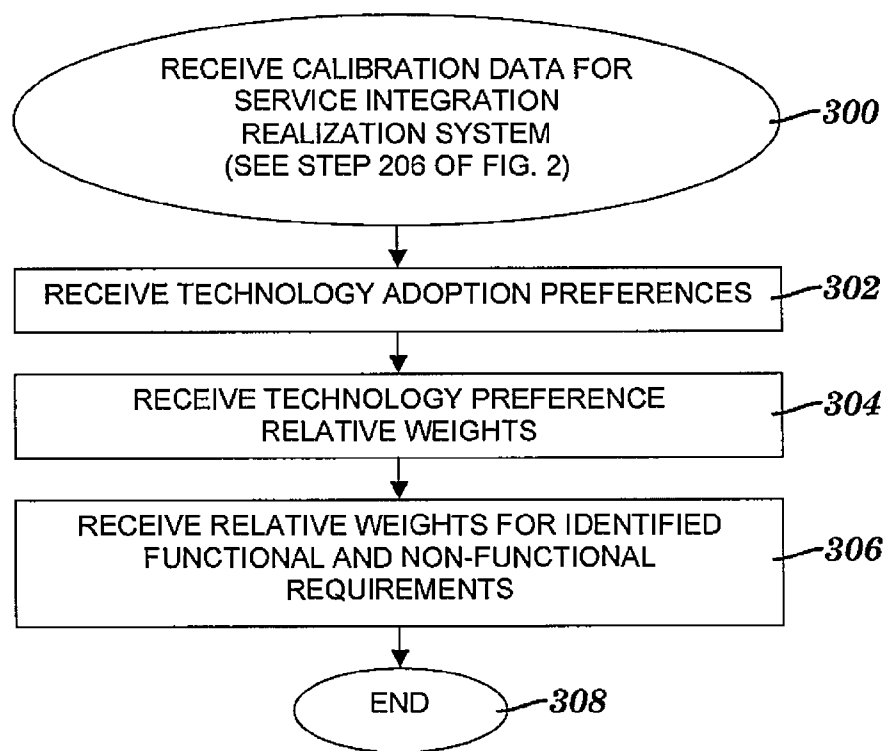 RECEIVE CALIBRATION DATA FOR
SERVICE INTEGRATION
REALIZATION SYSTEM
(SEE STEP 206 OF FIG. 2)
300
RECEIVE TECHNOLOGY ADOPTION PREFERENCES
302
RECEIVE TECHNOLOGY PREFERENCE
RELATIVE WEIGHTS
304
RECEIVE RELATIVE WEIGHTS FOR IDENTIFIED
FUNCTIONAL AND NON-FUNCTIONAL
REQUIREMENTS
306
END
308